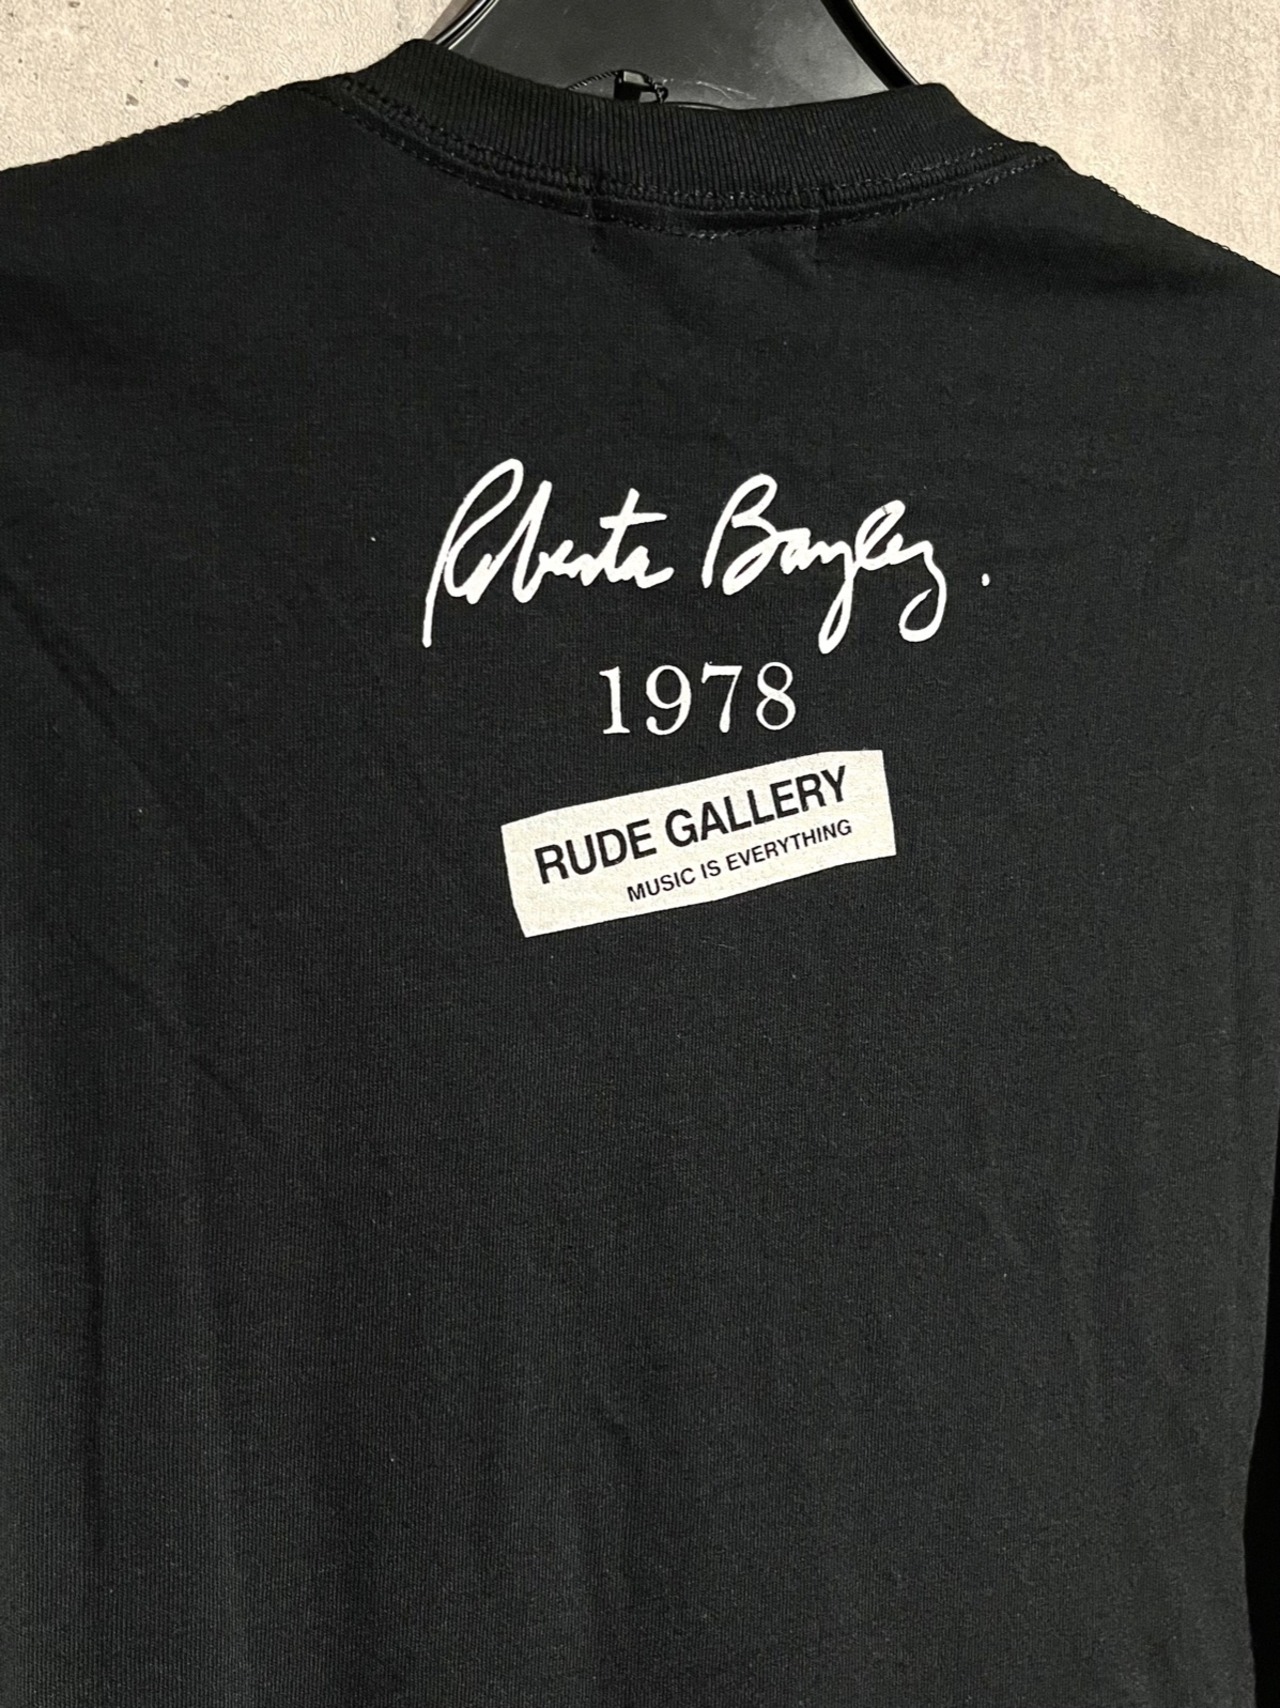 Roberta Bayley.
1978
RUDE GALLERY
MUSIC IS EVERYTHING